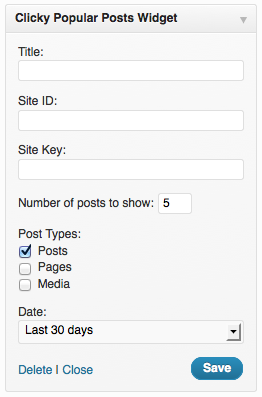 Clicky Popular Posts Widget
Title:
Site ID:
Site Key:
Number of posts to show: 5
Post Types:
Posts
Pages
Media
Date:
Last 30 days
Delete | Close
Save